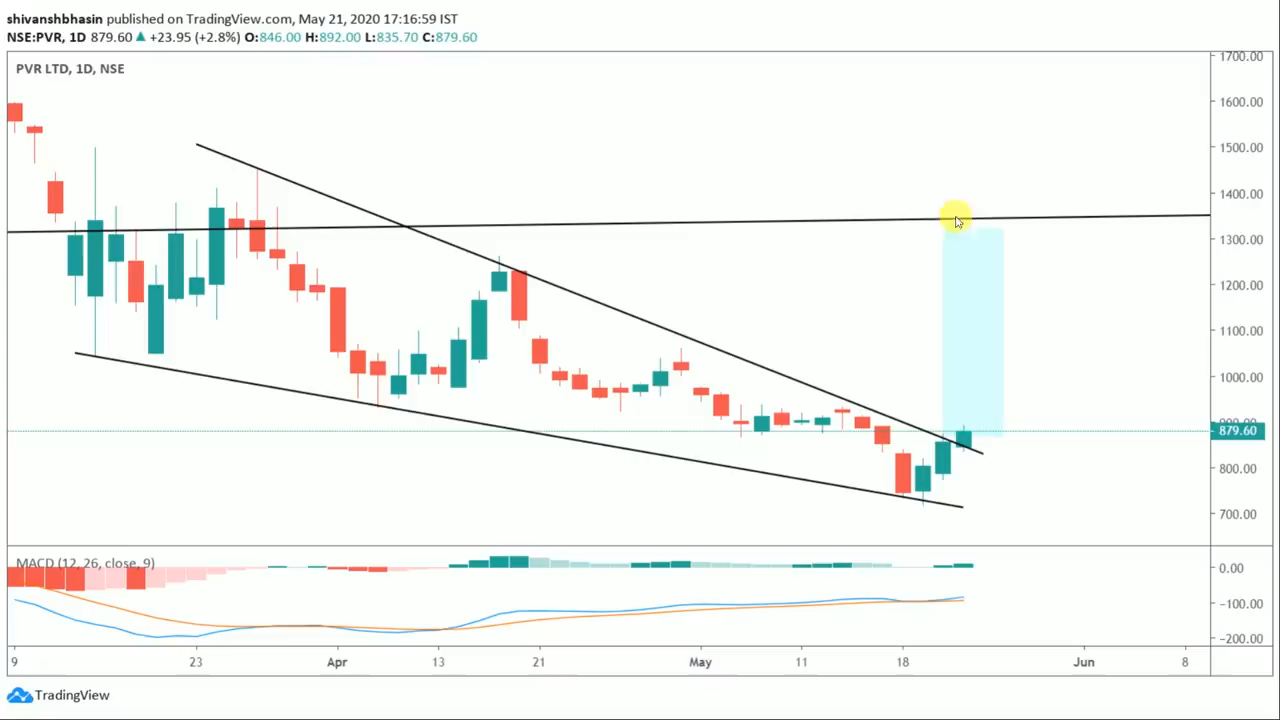 shivanshbhasin published on TradingView.com, May 21, 2020 17:16:59 IST
NSE:PVR, 1D 879.60 ▲ +23.95 (+2.8%) O:846.00 H:892.00 L:835.70 C:879.60
PVR LTD, 1D, NSE
1700.00
1600.00
1500.00
1400.00
1300.00
1200.00
1100.00
1000.00
879.60
800.00
700.00
MACD (12, 26, close, 9)
0.00
−100.00
−200.00
9 23 Apr 13 21 May 11 18 Jun 8
TradingView